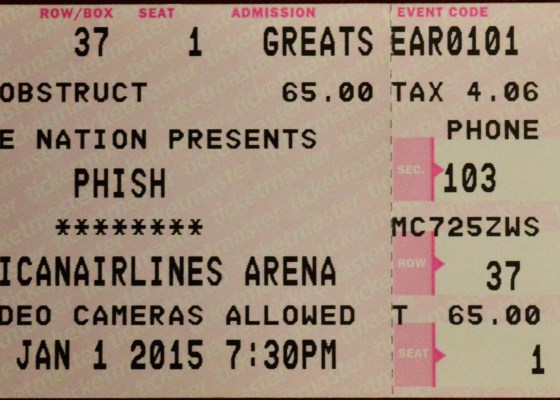 ROW/BOX SEAT ADMISSION EVENT CODE
37 1 GREATS EAR0101
OBSTRUCT 65.00 TAX 4.06
PHONE
E NATION PRESENTS
SEC. 103
PHISH
********
MC725ZWS
ICANAIRLINES ARENA
ROW 37
DEO CAMERAS ALLOWED T 65.00
JAN 1 2015 7:30PM
SEAT 1